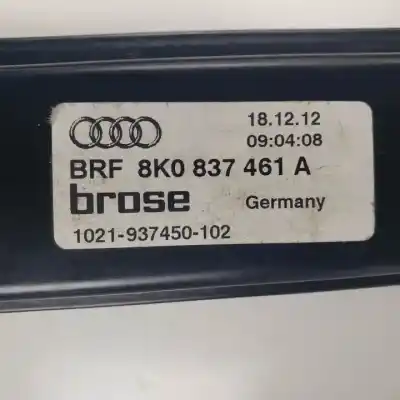 18.12.12
09:04:08
BRF 8K0 837 461 A
brose Germany
1021-937450-102